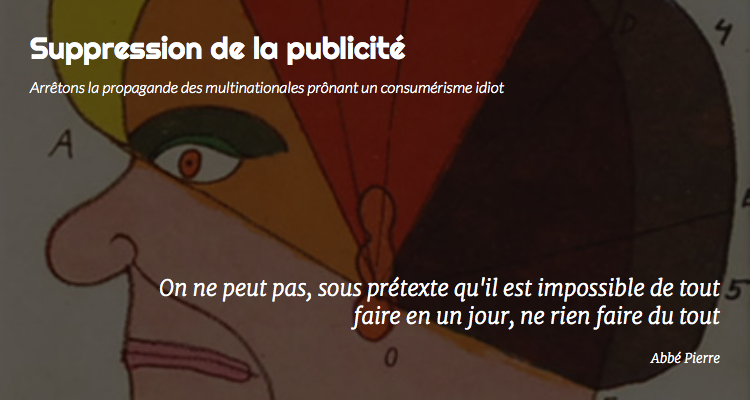 Suppression de la publicité
Arrêtons la propagande des multinationales prônant un consumérisme idiot
D
4
A
On ne peut pas, sous prétexte qu'il est impossible de tout
faire en un jour, ne rien faire du tout
5
O
Abbé Pierre